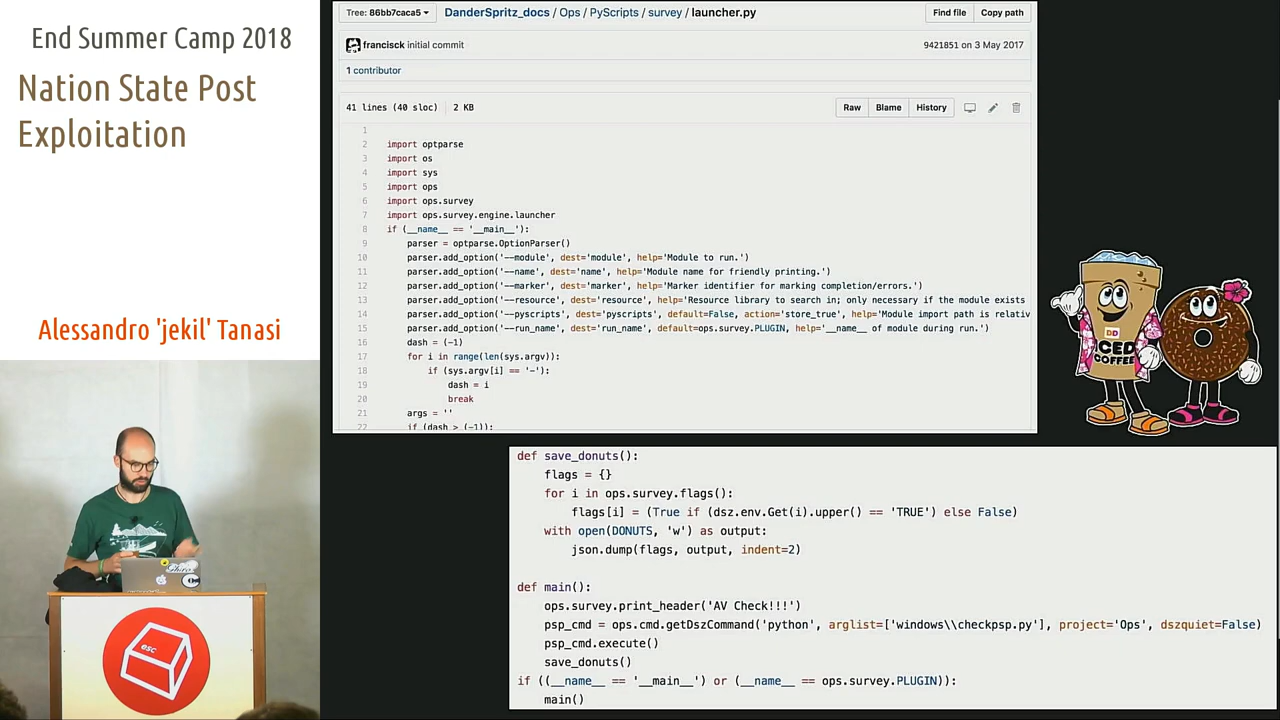 End Summer Camp 2018
Nation State Post
Exploitation
Alessandro 'jekil' Tanasi
esc
Tree: 86bb7caca5
DanderSpritz_docs / Ops / PyScripts / survey / launcher.py
Find file
Copy path
francisck initial commit
9421851 on 3 May 2017
1 contributor
41 lines (40 sloc)
2 KB
Raw
Blame
History
1
2 import optparse
3 import os
4 import sys
5 import ops
6 import ops.survey
7 import ops.survey.engine.launcher
8 if (__name__ == '__main__'):
9 parser = optparse.OptionParser()
10 parser.add_option('--module', dest='module', help='Module to run.')
11 parser.add_option('--name', dest='name', help='Module name for friendly printing.')
12 parser.add_option('--marker', dest='marker', help='Marker identifier for marking completion/errors.')
13 parser.add_option('--resource', dest='resource', help='Resource library to search in; only necessary if the module exists
14 parser.add_option('--pyscripts', dest='pyscripts', default=False, action='store_true', help='Module import path is relativ
15 parser.add_option('--run_name', dest='run_name', default=ops.survey.PLUGIN, help='__name__ of module during run.')
16 dash = (-1)
17 for i in range(len(sys.argv)):
18 if (sys.argv[i] == '-'):
19 dash = i
20 break
21 args = ''
22 if (dash > (-1)):
DD
ICED
COFFEE
def save_donuts():
flags = {}
for i in ops.survey.flags():
flags[i] = (True if (dsz.env.Get(i).upper() == 'TRUE') else False)
with open(DONUTS, 'w') as output:
json.dump(flags, output, indent=2)
def main():
ops.survey.print_header('AV Check!!!')
psp_cmd = ops.cmd.getDszCommand('python', arglist=['windows\\checkpsp.py'], project='Ops', dszquiet=False)
psp_cmd.execute()
save_donuts()
if ((__name__ == '__main__') or (__name__ == ops.survey.PLUGIN)):
main()